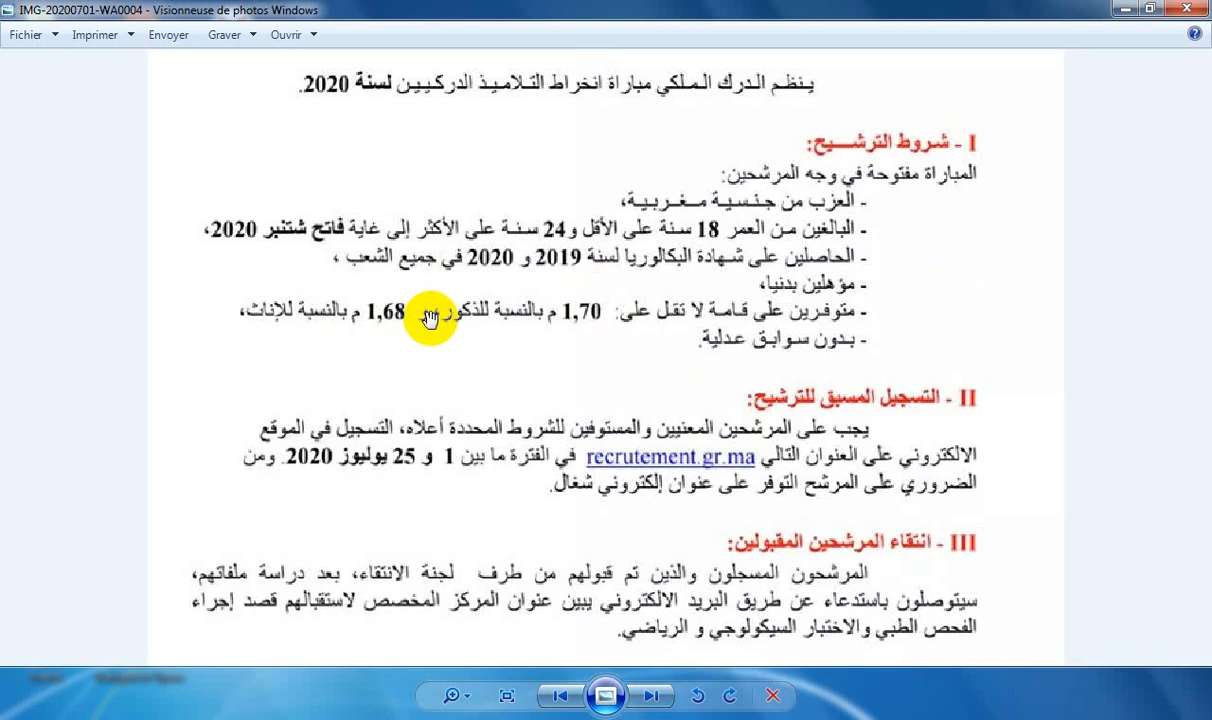 IMG-20200701-WA0004 - Visionneuse de photos Windows
Fichier Imprimer Envoyer Graver Ouvrir
ينظم الدرك الملكي مباراة انخراط التلاميذ الدركيين لسنة 2020.
I - شروط الترشيح:
المباراة مفتوحة في وجه المرشحين:
- العزب من جنسية مغربية،
- البالغين من العمر 18 سنة على الأقل و24 سنة على الأكثر إلى غاية فاتح شتنبر 2020،
- الحاصلين على شهادة البكالوريا لسنة 2019 و 2020 في جميع الشعب ،
- مؤهلين بدنيا،
- متوفرين على قامة لا تقل على: 1,70 م بالنسبة للذكور 1,68 م بالنسبة للإناث،
- بدون سوابق عدلية.
II - التسجيل المسبق للترشيح:
يجب على المرشحين المعنيين والمستوفين للشروط المحددة أعلاه، التسجيل في الموقع
الالكتروني على العنوان التالي recrutement.gr.ma في الفترة ما بين 1 و 25 يوليوز 2020. ومن
الضروري على المرشح التوفر على عنوان إلكتروني شغال.
III - انتقاء المرشحين المقبولين:
المرشحون المسجلون والذين تم قبولهم من طرف لجنة الانتقاء، بعد دراسة ملفاتهم،
سيتوصلون باستدعاء عن طريق البريد الالكتروني يبين عنوان المركز المخصص لاستقبالهم قصد إجراء
الفحص الطبي والاختبار السيكولوجي و الرياضي.